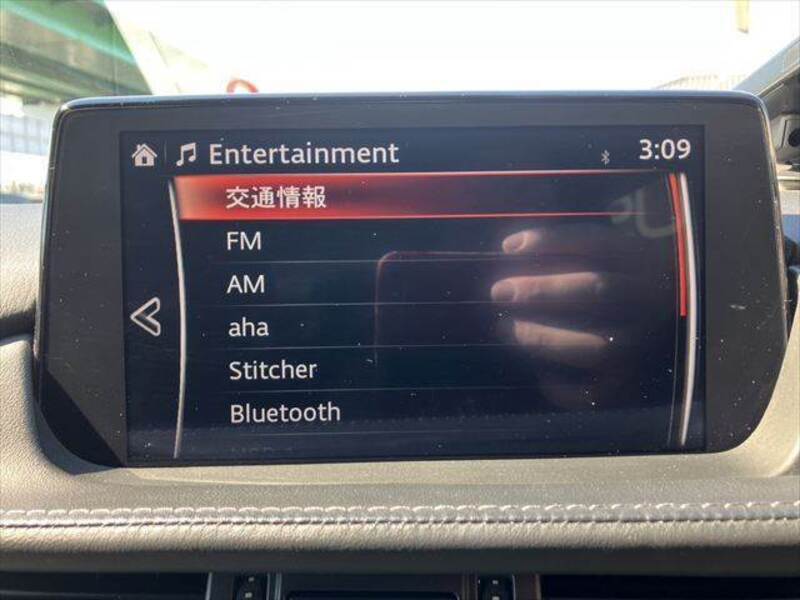 Entertainment
3:09
交通情報
FM
AM
aha
Stitcher
Bluetooth